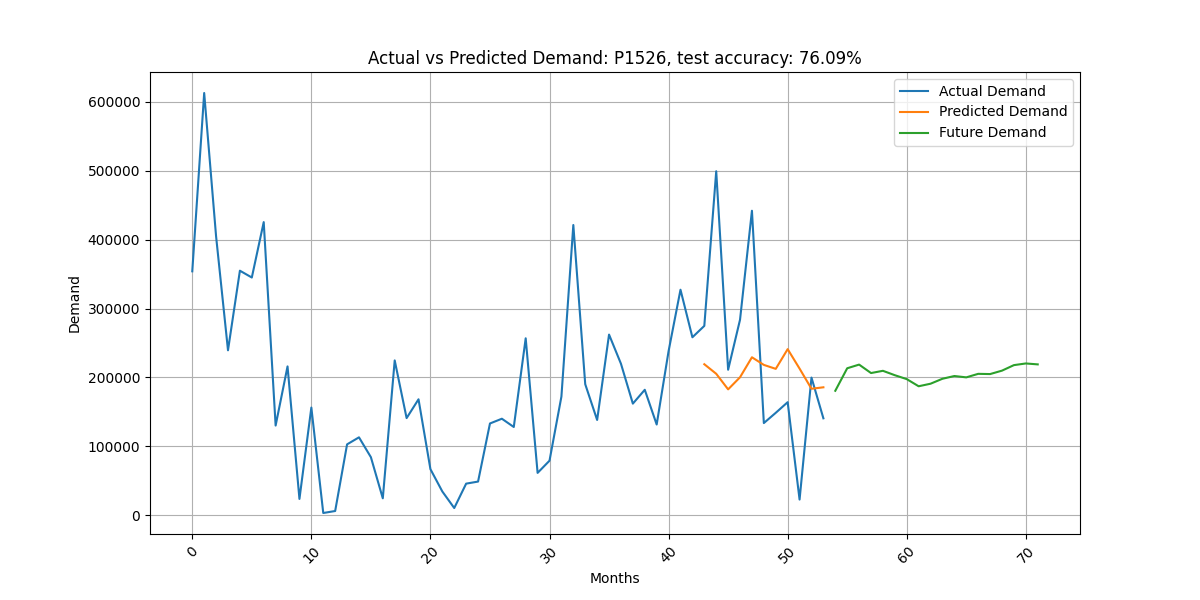 Actual vs Predicted Demand: P1526, test accuracy: 76.09%
Actual Demand
Predicted Demand
Future Demand
Demand
600000
500000
400000
300000
200000
100000
0
0
10
20
30
40
50
60
70
Months